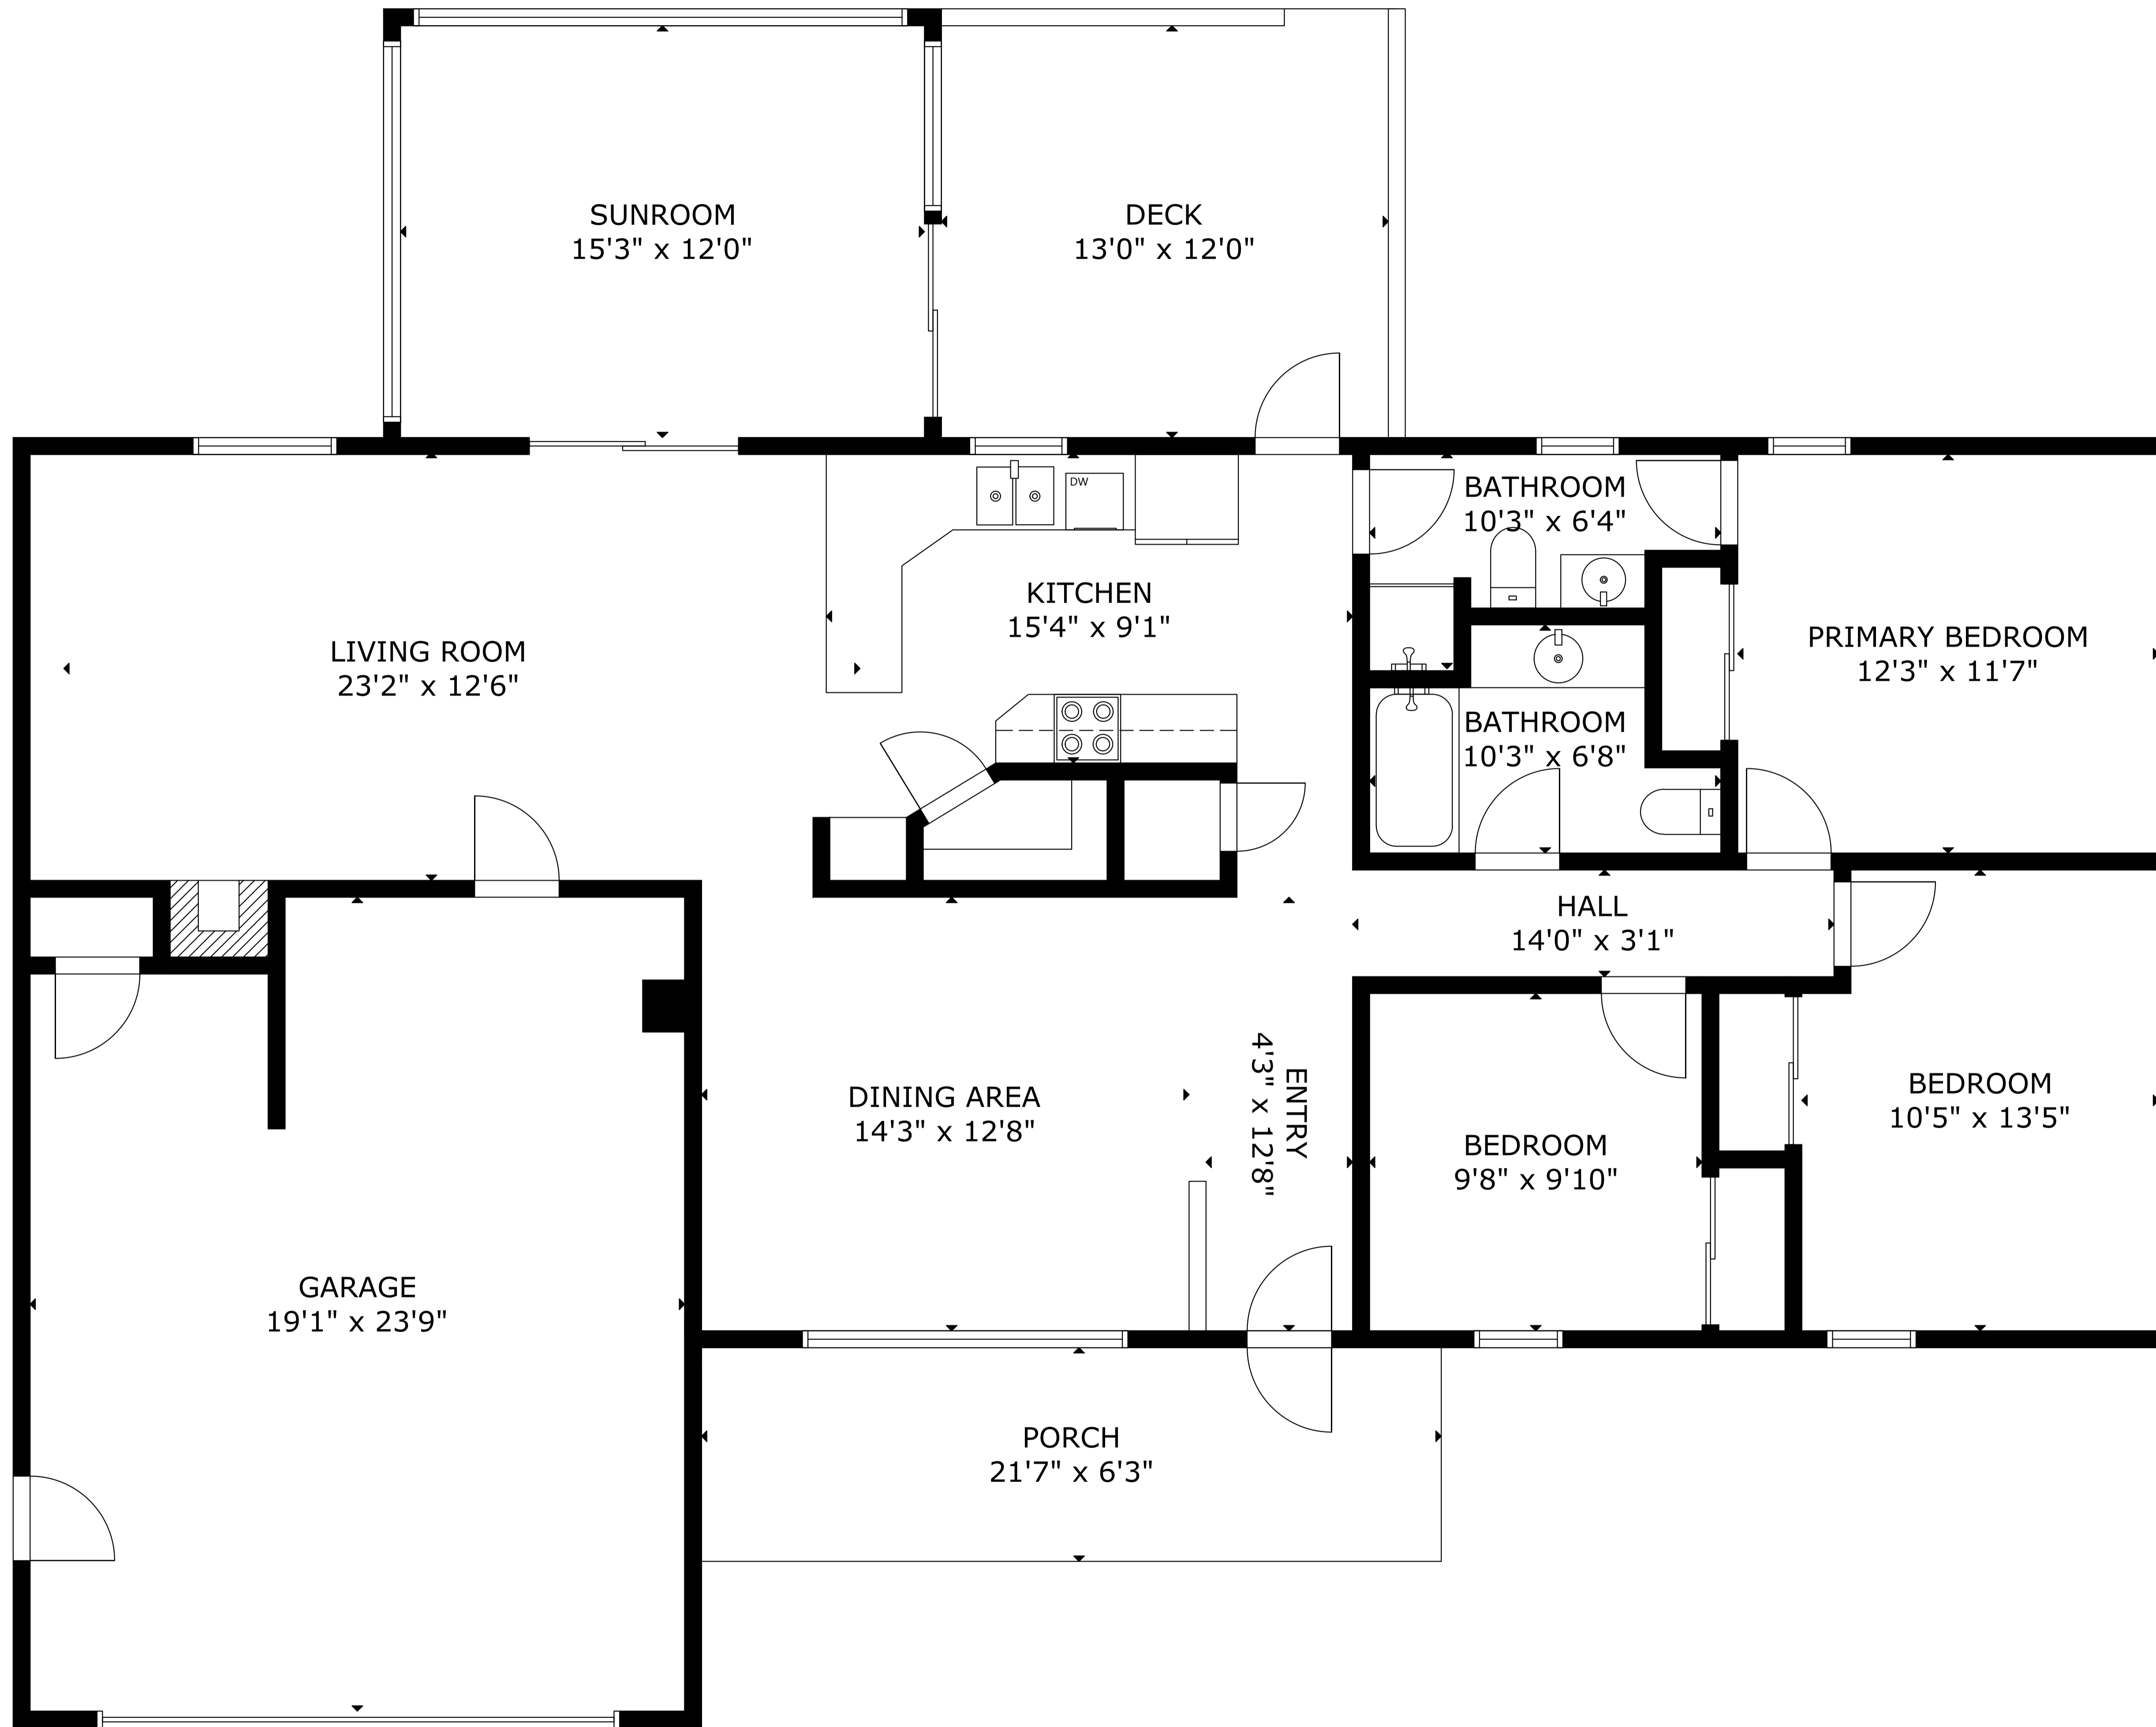 SUNROOM
15'3" x 12'0"
DECK
13'0" x 12'0"
DW
BATHROOM
10'3" x 6'4"
KITCHEN
15'4" x 9'1"
LIVING ROOM
23'2" x 12'6"
PRIMARY BEDROOM
12'3" x 11'7"
BATHROOM
10'3" x 6'8"
HALL
14'0" x 3'1"
DINING AREA
14'3" x 12'8"
ENTRY
4'3" x 12'8"
BEDROOM
9'8" x 9'10"
BEDROOM
10'5" x 13'5"
GARAGE
19'1" x 23'9"
PORCH
21'7" x 6'3"